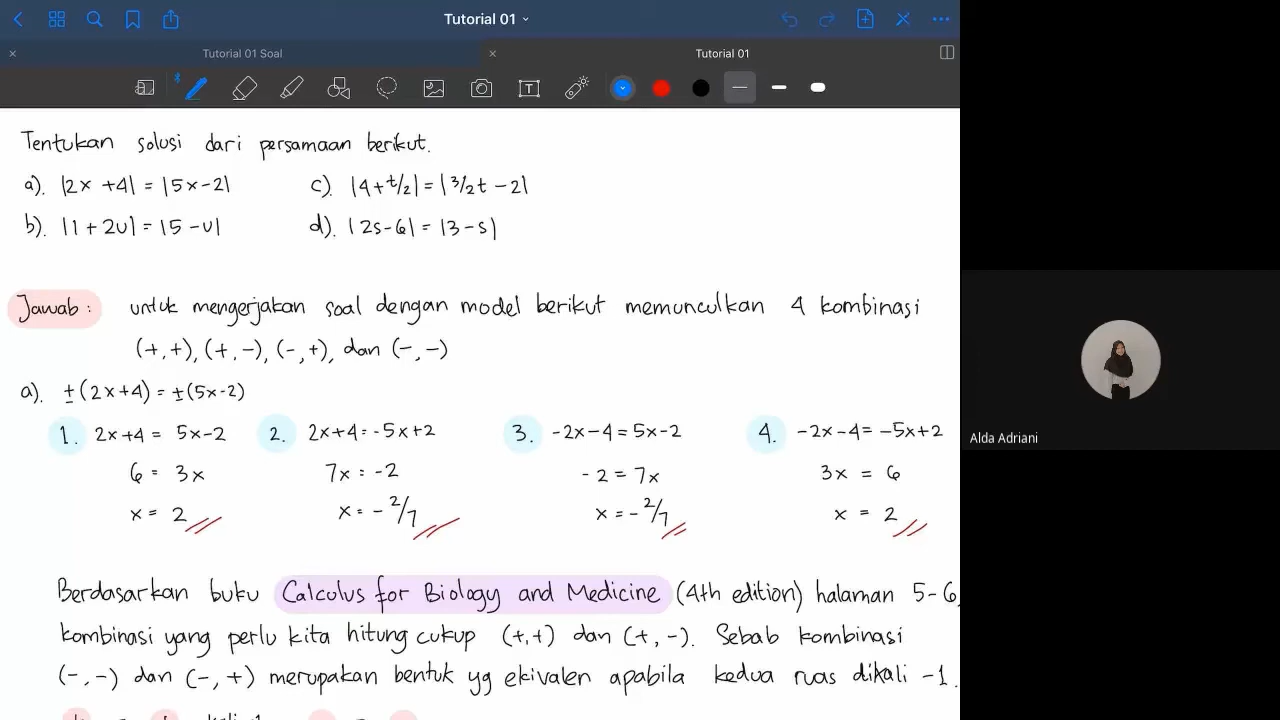 Tutorial 01
Tutorial 01 Soal
Tutorial 01
Tentukan solusi dari persamaan berikut.
a). |2x + 4| = |5x - 2| c). |4 + t/2| = |3/2 t - 2|
b). |1 + 2u| = |5 - u| d). |2s - 6| = |3 - s|
Jawab : untuk mengerjakan soal dengan model berikut memunculkan 4 kombinasi
(+,+), (+,-), (-,+), dan (-,-)
a). ±(2x+4) = ±(5x-2)
1. 2x+4 = 5x-2 2. 2x+4 = -5x+2 3. -2x-4 = 5x-2 4. -2x-4 = -5x+2
6 = 3x 7x = -2 -2 = 7x 3x = 6
x = 2 x = -2/7 x = -2/7 x = 2
Alda Adriani
Berdasarkan buku Calculus for Biology and Medicine (4th edition) halaman 5-6,
kombinasi yang perlu kita hitung cukup (+,+) dan (+,-). Sebab kombinasi
(-,-) dan (-,+) merupakan bentuk yg ekivalen apabila kedua ruas dikali -1.